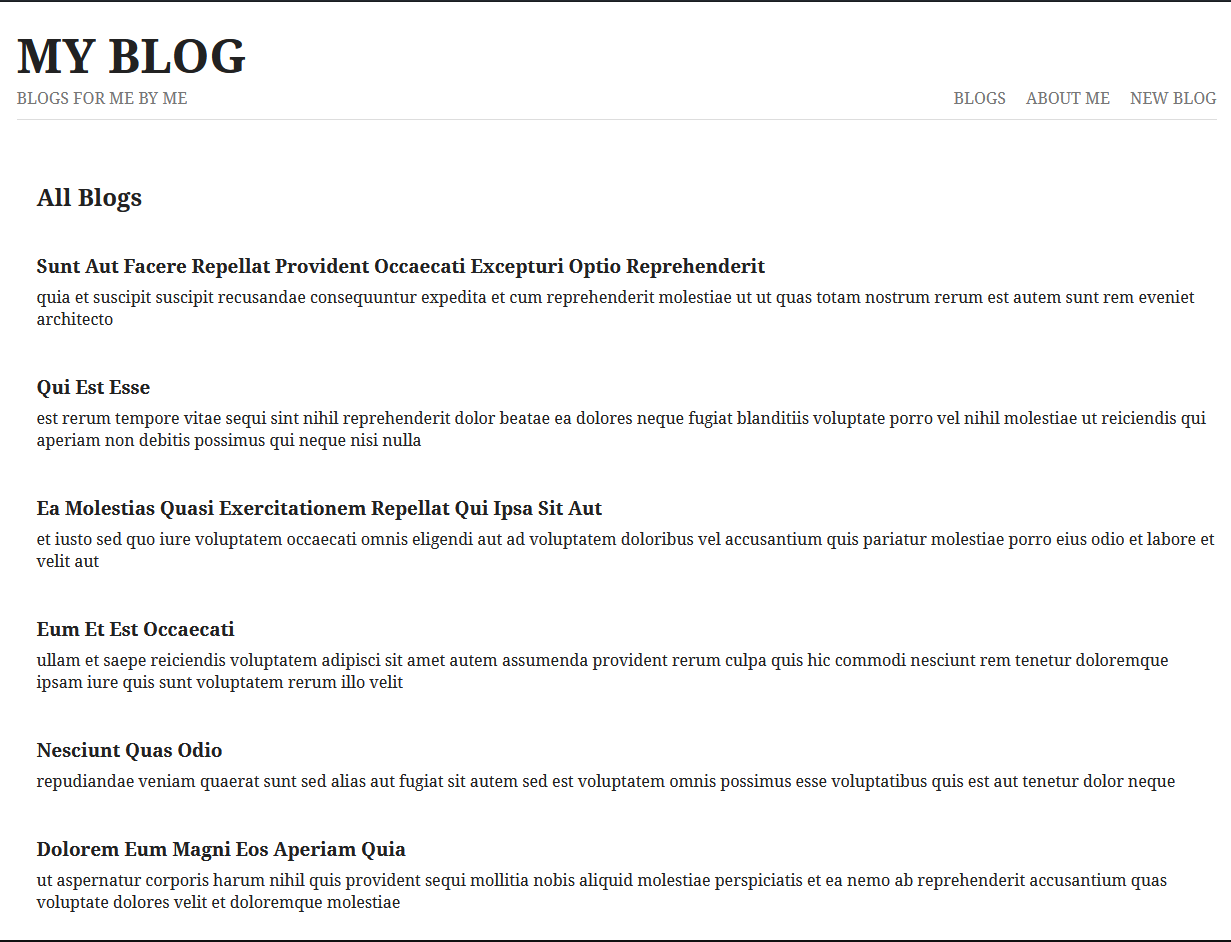 MY BLOG
BLOGS FOR ME BY ME
BLOGS ABOUT ME NEW BLOG
All Blogs
Sunt Aut Facere Repellat Provident Occaecati Excepturi Optio Reprehenderit
quia et suscipit suscipit recusandae consequuntur expedita et cum reprehenderit molestiae ut ut quas totam nostrum rerum est autem sunt rem eveniet
architecto
Qui Est Esse
est rerum tempore vitae sequi sint nihil reprehenderit dolor beatae ea dolores neque fugiat blanditiis voluptate porro vel nihil molestiae ut reiciendis qui
aperiam non debitis possimus qui neque nisi nulla
Ea Molestias Quasi Exercitationem Repellat Qui Ipsa Sit Aut
et iusto sed quo iure voluptatem occaecati omnis eligendi aut ad voluptatem doloribus vel accusantium quis pariatur molestiae porro eius odio et labore et
velit aut
Eum Et Est Occaecati
ullam et saepe reiciendis voluptatem adipisci sit amet autem assumenda provident rerum culpa quis hic commodi nesciunt rem tenetur doloremque
ipsam iure quis sunt voluptatem rerum illo velit
Nesciunt Quas Odio
repudiandae veniam quaerat sunt sed alias aut fugiat sit autem sed est voluptatem omnis possimus esse voluptatibus quis est aut tenetur dolor neque
Dolorem Eum Magni Eos Aperiam Quia
ut aspernatur corporis harum nihil quis provident sequi mollitia nobis aliquid molestiae perspiciatis et ea nemo ab reprehenderit accusantium quas
voluptate dolores velit et doloremque molestiae